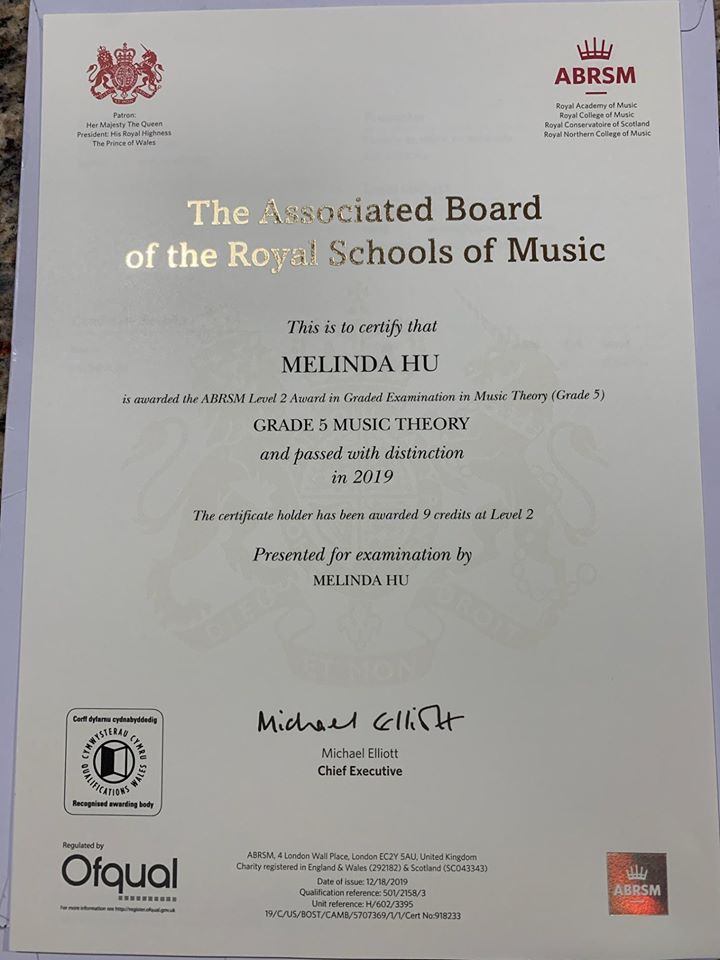 Patron:
Her Majesty The Queen
President: His Royal Highness
The Prince of Wales
ABRSM
Royal Academy of Music
Royal College of Music
Royal Conservatoire of Scotland
Royal Northern College of Music
The Associated Board
of the Royal Schools of Music
This is to certify that
MELINDA HU
is awarded the ABRSM Level 2 Award in Graded Examination in Music Theory (Grade 5)
GRADE 5 MUSIC THEORY
and passed with distinction
in 2019
The certificate holder has been awarded 9 credits at Level 2
Presented for examination by
MELINDA HU
DIEU ET MON DROIT
Michael Elliott
Michael Elliott
Chief Executive
Corff dyfarnu cydnabyddedig
CYMWYSTERAU CYMRU
QUALIFICATIONS WALES
Recognised awarding body
Regulated by
Ofqual
For more information see http://register.ofqual.gov.uk
ABRSM, 4 London Wall Place, London EC2Y 5AU, United Kingdom
Charity registered in England & Wales (292182) & Scotland (SC043343)
Date of issue: 12/18/2019
Qualification reference: 501/2158/3
Unit reference: H/602/3395
19/C/US/BOST/CAMB/5707369/1/1/Cert No:918233
ABRSM